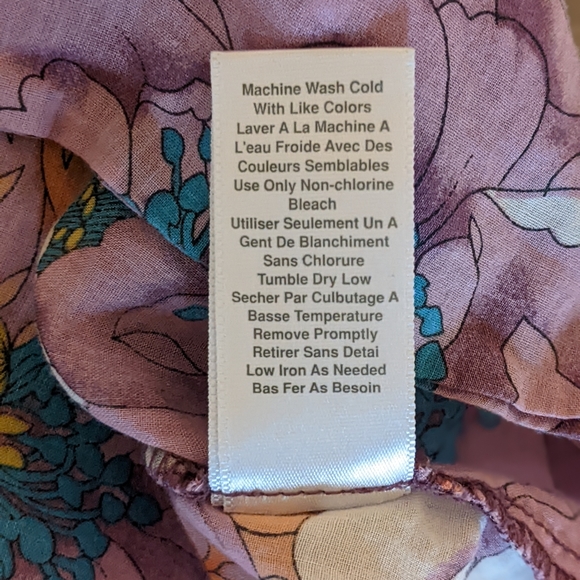 Machine Wash Cold
With Like Colors
Laver A La Machine A
L'eau Froide Avec Des
Couleurs Semblables
Use Only Non-chlorine
Bleach
Utiliser Seulement Un A
Gent De Blanchiment
Sans Chlorure
Tumble Dry Low
Secher Par Culbutage A
Basse Temperature
Remove Promptly
Retirer Sans Detai
Low Iron As Needed
Bas Fer As Besoin